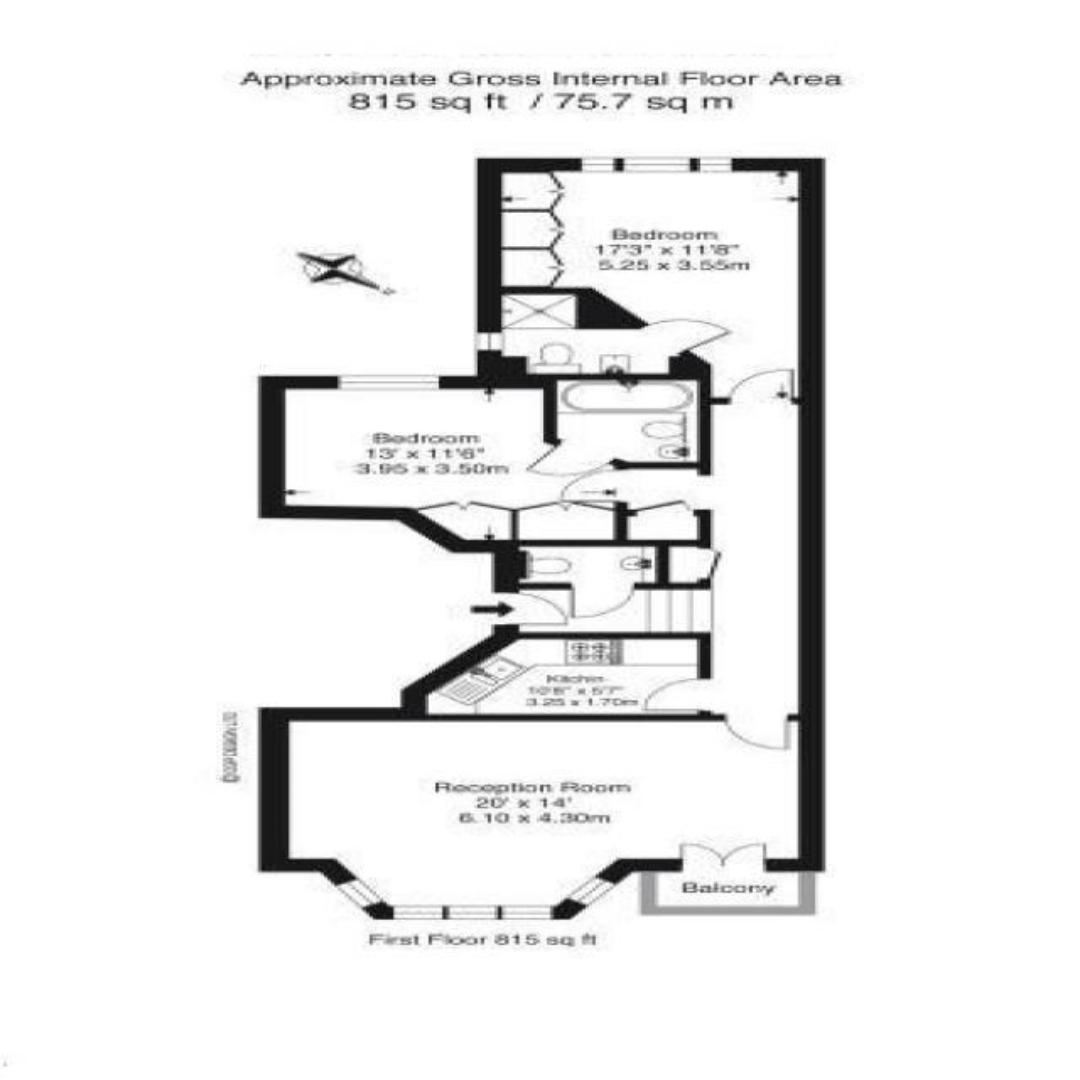 Approximate Gross Internal Floor Area
815 sq ft / 75.7 sq m
Bedroom
17'3" x 11'8"
5.25 x 3.55m
Bedroom
13' x 11'6"
3.95 x 3.50m
Kitchin
10'8" x 5'7"
3.25 x 1.70m
Reception Room
20' x 14'
6.10 x 4.30m
Balcony
First Floor 815 sq ft